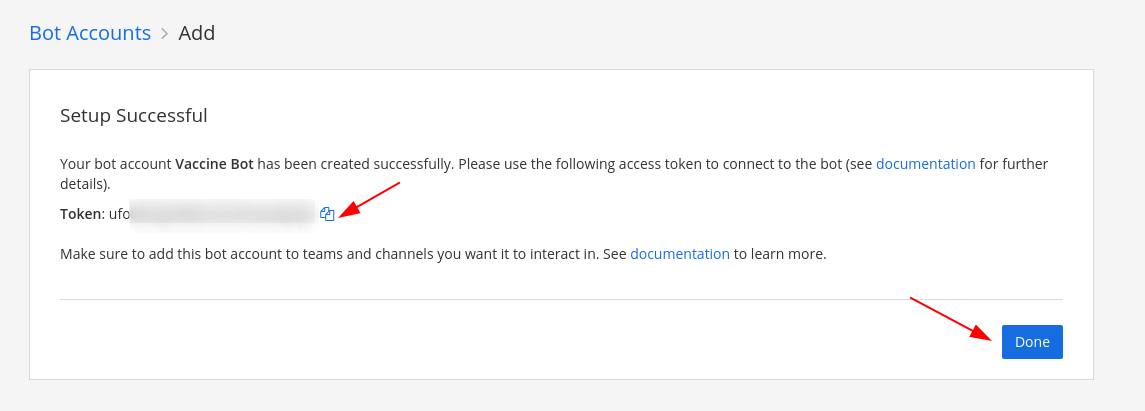 Bot Accounts > Add
Setup Successful
Your bot account Vaccine Bot has been created successfully. Please use the following access token to connect to the bot (see documentation for further
details).
Token: ufo
Make sure to add this bot account to teams and channels you want it to interact in. See documentation to learn more.
Done